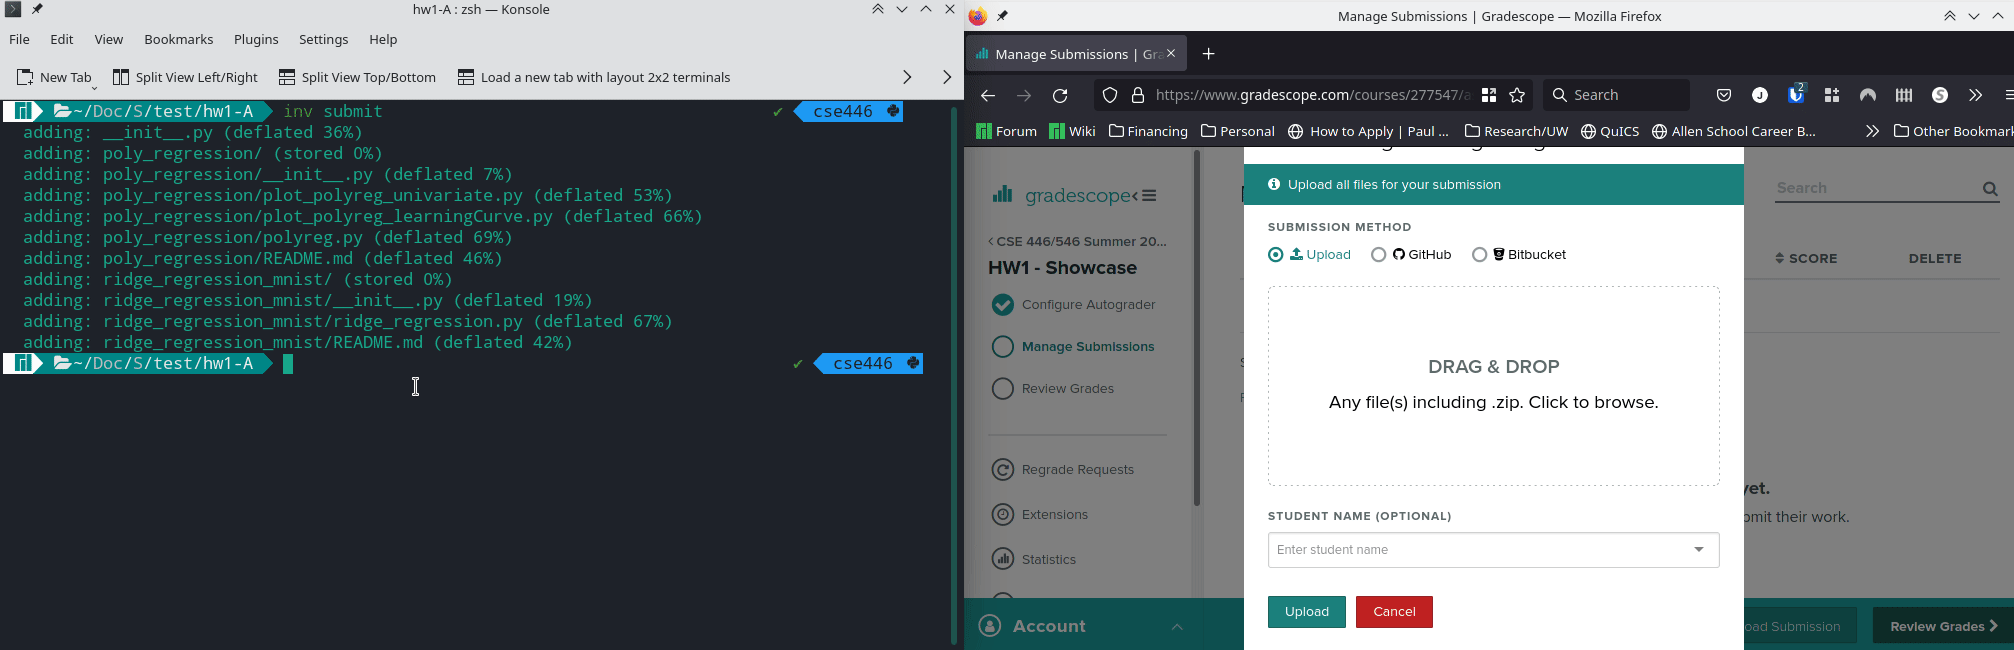 hw1-A : zsh — Konsole
File Edit View Bookmarks Plugins Settings Help
New Tab Split View Left/Right Split View Top/Bottom Load a new tab with layout 2x2 terminals
~/Doc/S/test/hw1-A inv submit ✔ cse446
adding: __init__.py (deflated 36%)
adding: poly_regression/ (stored 0%)
adding: poly_regression/__init__.py (deflated 7%)
adding: poly_regression/plot_polyreg_univariate.py (deflated 53%)
adding: poly_regression/plot_polyreg_learningCurve.py (deflated 66%)
adding: poly_regression/polyreg.py (deflated 69%)
adding: poly_regression/README.md (deflated 46%)
adding: ridge_regression_mnist/ (stored 0%)
adding: ridge_regression_mnist/__init__.py (deflated 19%)
adding: ridge_regression_mnist/ridge_regression.py (deflated 67%)
adding: ridge_regression_mnist/README.md (deflated 42%)
~/Doc/S/test/hw1-A ✔ cse446
Manage Submissions | Gradescope — Mozilla Firefox
Manage Submissions | Gra
https://www.gradescope.com/courses/277547/a Search 2
Forum Wiki Financing Personal How to Apply | Paul ... Research/UW QuICS Allen School Career B... Other Bookmar
gradescope
CSE 446/546 Summer 20...
HW1 - Showcase
Configure Autograder
Manage Submissions
Review Grades
Regrade Requests
Extensions
Statistics
Account
Upload all files for your submission
SUBMISSION METHOD
Upload GitHub Bitbucket
DRAG & DROP
Any file(s) including .zip. Click to browse.
STUDENT NAME (OPTIONAL)
Enter student name
Upload Cancel
Search
SCORE DELETE
yet.
omit their work.
oad Submission Review Grades